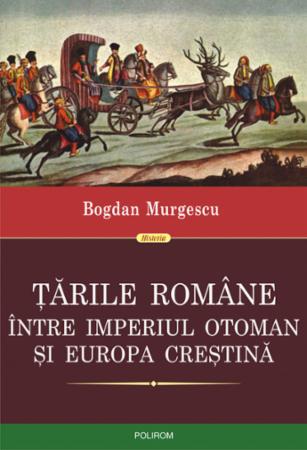 Bogdan Murgescu
Historia
ȚĂRILE ROMÂNE
ÎNTRE IMPERIUL OTOMAN
ȘI EUROPA CREȘTINĂ
POLIROM